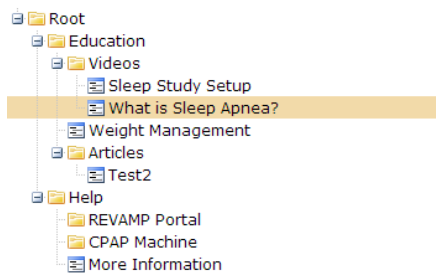 Root
Education
Videos
Sleep Study Setup
What is Sleep Apnea?
Weight Management
Articles
Test2
Help
REVAMP Portal
CPAP Machine
More Information